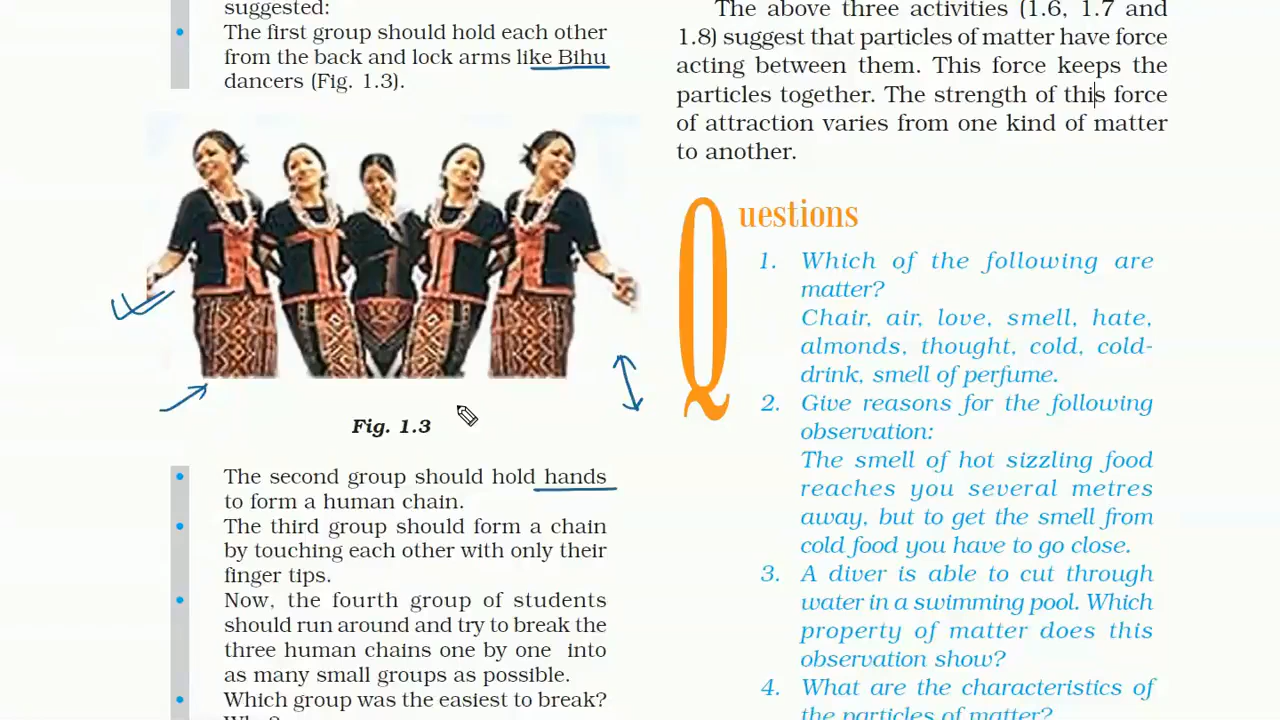 suggested:
• The first group should hold each other
from the back and lock arms like Bihu
dancers (Fig. 1.3).
Fig. 1.3
• The second group should hold hands
to form a human chain.
• The third group should form a chain
by touching each other with only their
finger tips.
• Now, the fourth group of students
should run around and try to break the
three human chains one by one into
as many small groups as possible.
• Which group was the easiest to break?
Why?
The above three activities (1.6, 1.7 and
1.8) suggest that particles of matter have force
acting between them. This force keeps the
particles together. The strength of this force
of attraction varies from one kind of matter
to another.
Questions
1. Which of the following are
matter?
Chair, air, love, smell, hate,
almonds, thought, cold, cold-
drink, smell of perfume.
2. Give reasons for the following
observation:
The smell of hot sizzling food
reaches you several metres
away, but to get the smell from
cold food you have to go close.
3. A diver is able to cut through
water in a swimming pool. Which
property of matter does this
observation show?
4. What are the characteristics of
the particles of matter?